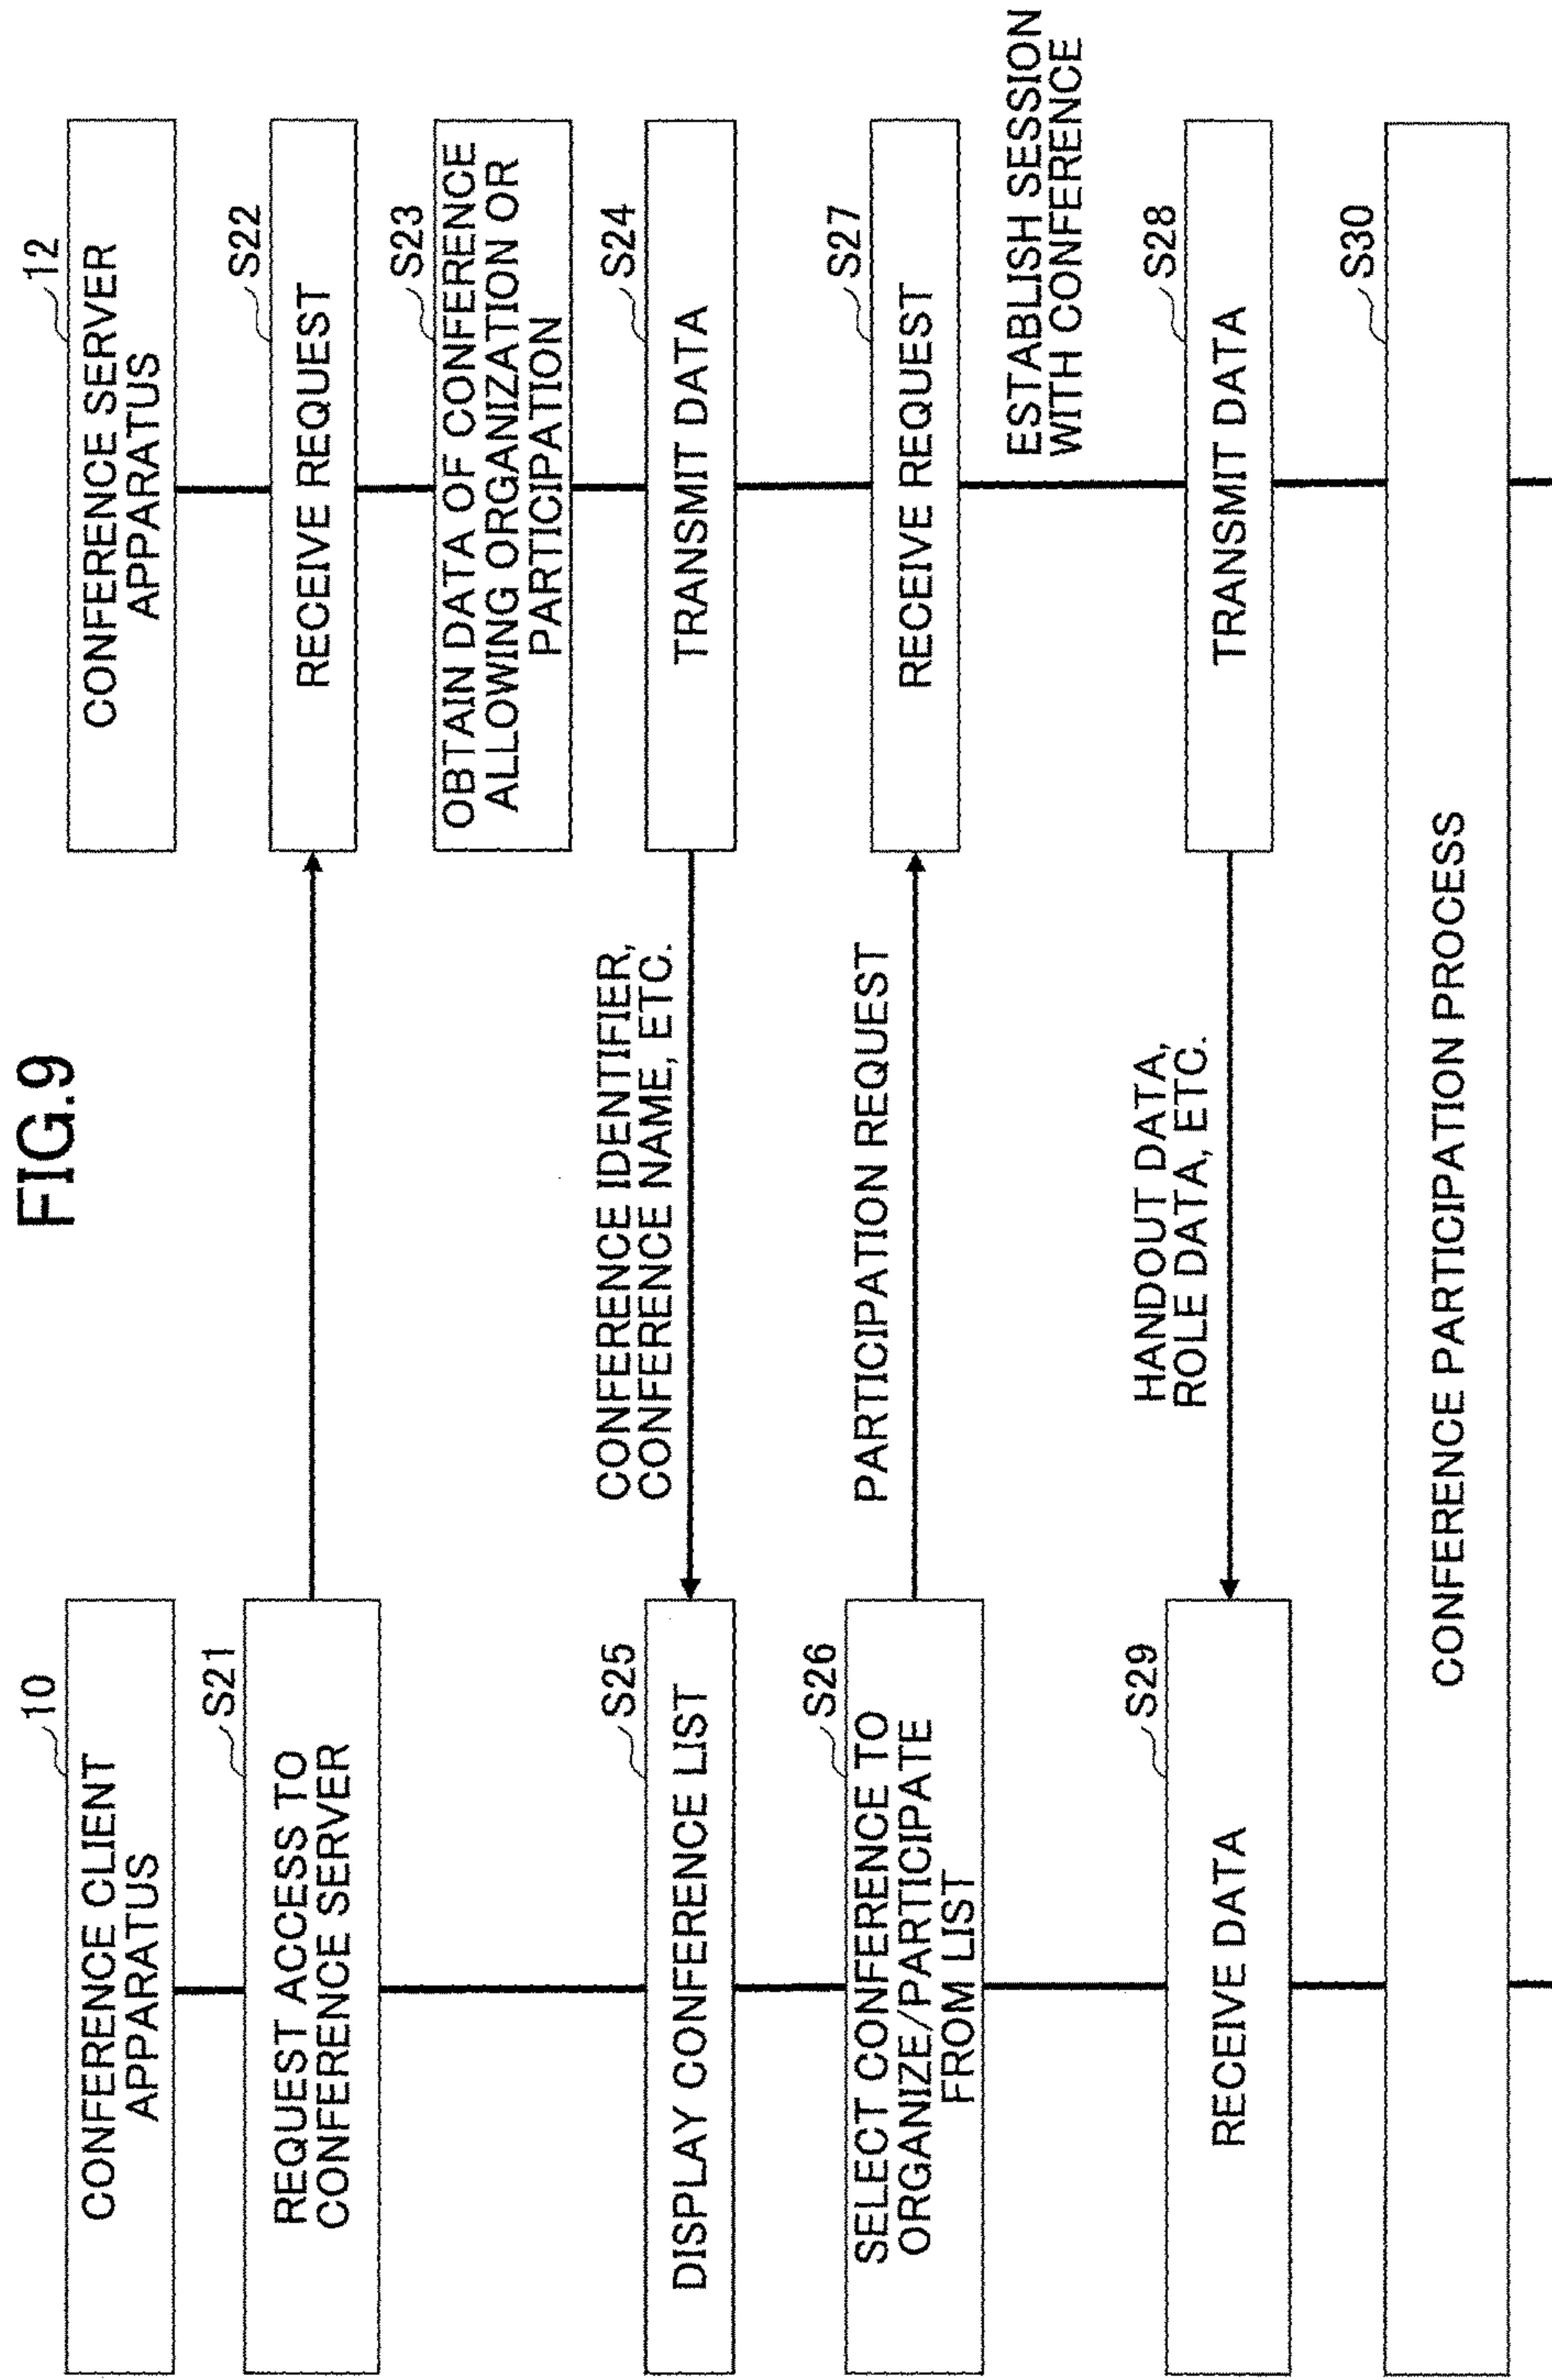 FIG.9
10
CONFERENCE CLIENT
APPARATUS
12
CONFERENCE SERVER
APPARATUS
S21
REQUEST ACCESS TO
CONFERENCE SERVER
S22
RECEIVE REQUEST
S23
OBTAIN DATA OF CONFERENCE
ALLOWING ORGANIZATION OR
PARTICIPATION
S24
TRANSMIT DATA
CONFERENCE IDENTIFIER,
CONFERENCE NAME, ETC.
S25
DISPLAY CONFERENCE LIST
S26
SELECT CONFERENCE TO
ORGANIZE/PARTICIPATE
FROM LIST
PARTICIPATION REQUEST
S27
RECEIVE REQUEST
ESTABLISH SESSION
WITH CONFERENCE
S28
TRANSMIT DATA
HANDOUT DATA,
ROLE DATA, ETC.
S29
RECEIVE DATA
S30
CONFERENCE PARTICIPATION PROCESS